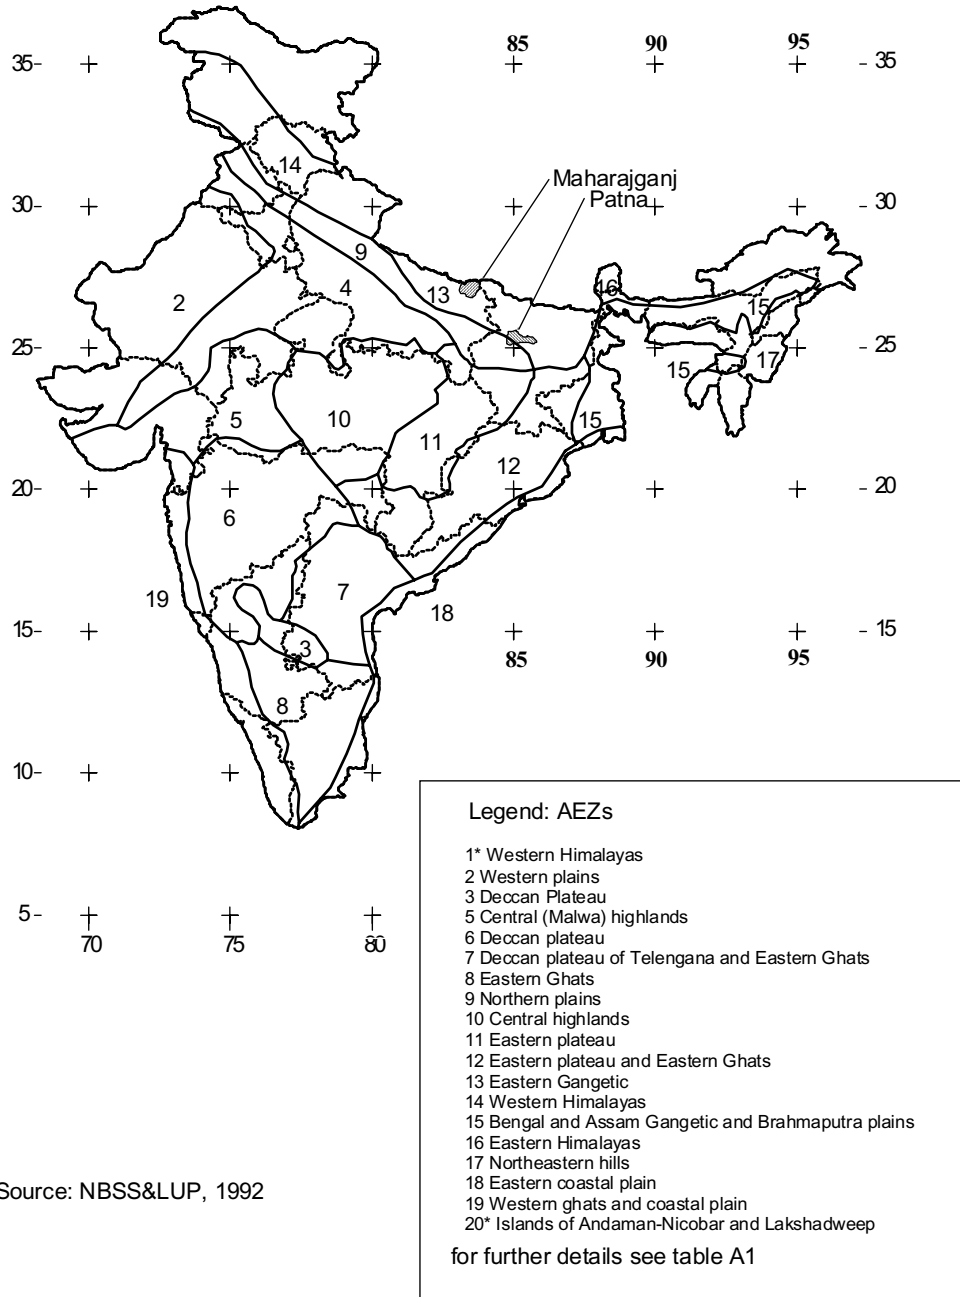 85 90 95
35- - 35
14
Maharajganj
Patna
30- - 30
9
16
2 4 13 15
25- - 25
15 17
5 10 15
11
12
20- - 20
6
7
19 18
15- 3 - 15
85 90 95
8
10-
5-
70 75 80
Legend: AEZs
1* Western Himalayas
2 Western plains
3 Deccan Plateau
5 Central (Malwa) highlands
6 Deccan plateau
7 Deccan plateau of Telengana and Eastern Ghats
8 Eastern Ghats
9 Northern plains
10 Central highlands
11 Eastern plateau
12 Eastern plateau and Eastern Ghats
13 Eastern Gangetic
14 Western Himalayas
15 Bengal and Assam Gangetic and Brahmaputra plains
16 Eastern Himalayas
17 Northeastern hills
18 Eastern coastal plain
19 Western ghats and coastal plain
20* Islands of Andaman-Nicobar and Lakshadweep
for further details see table A1
Source: NBSS&LUP, 1992